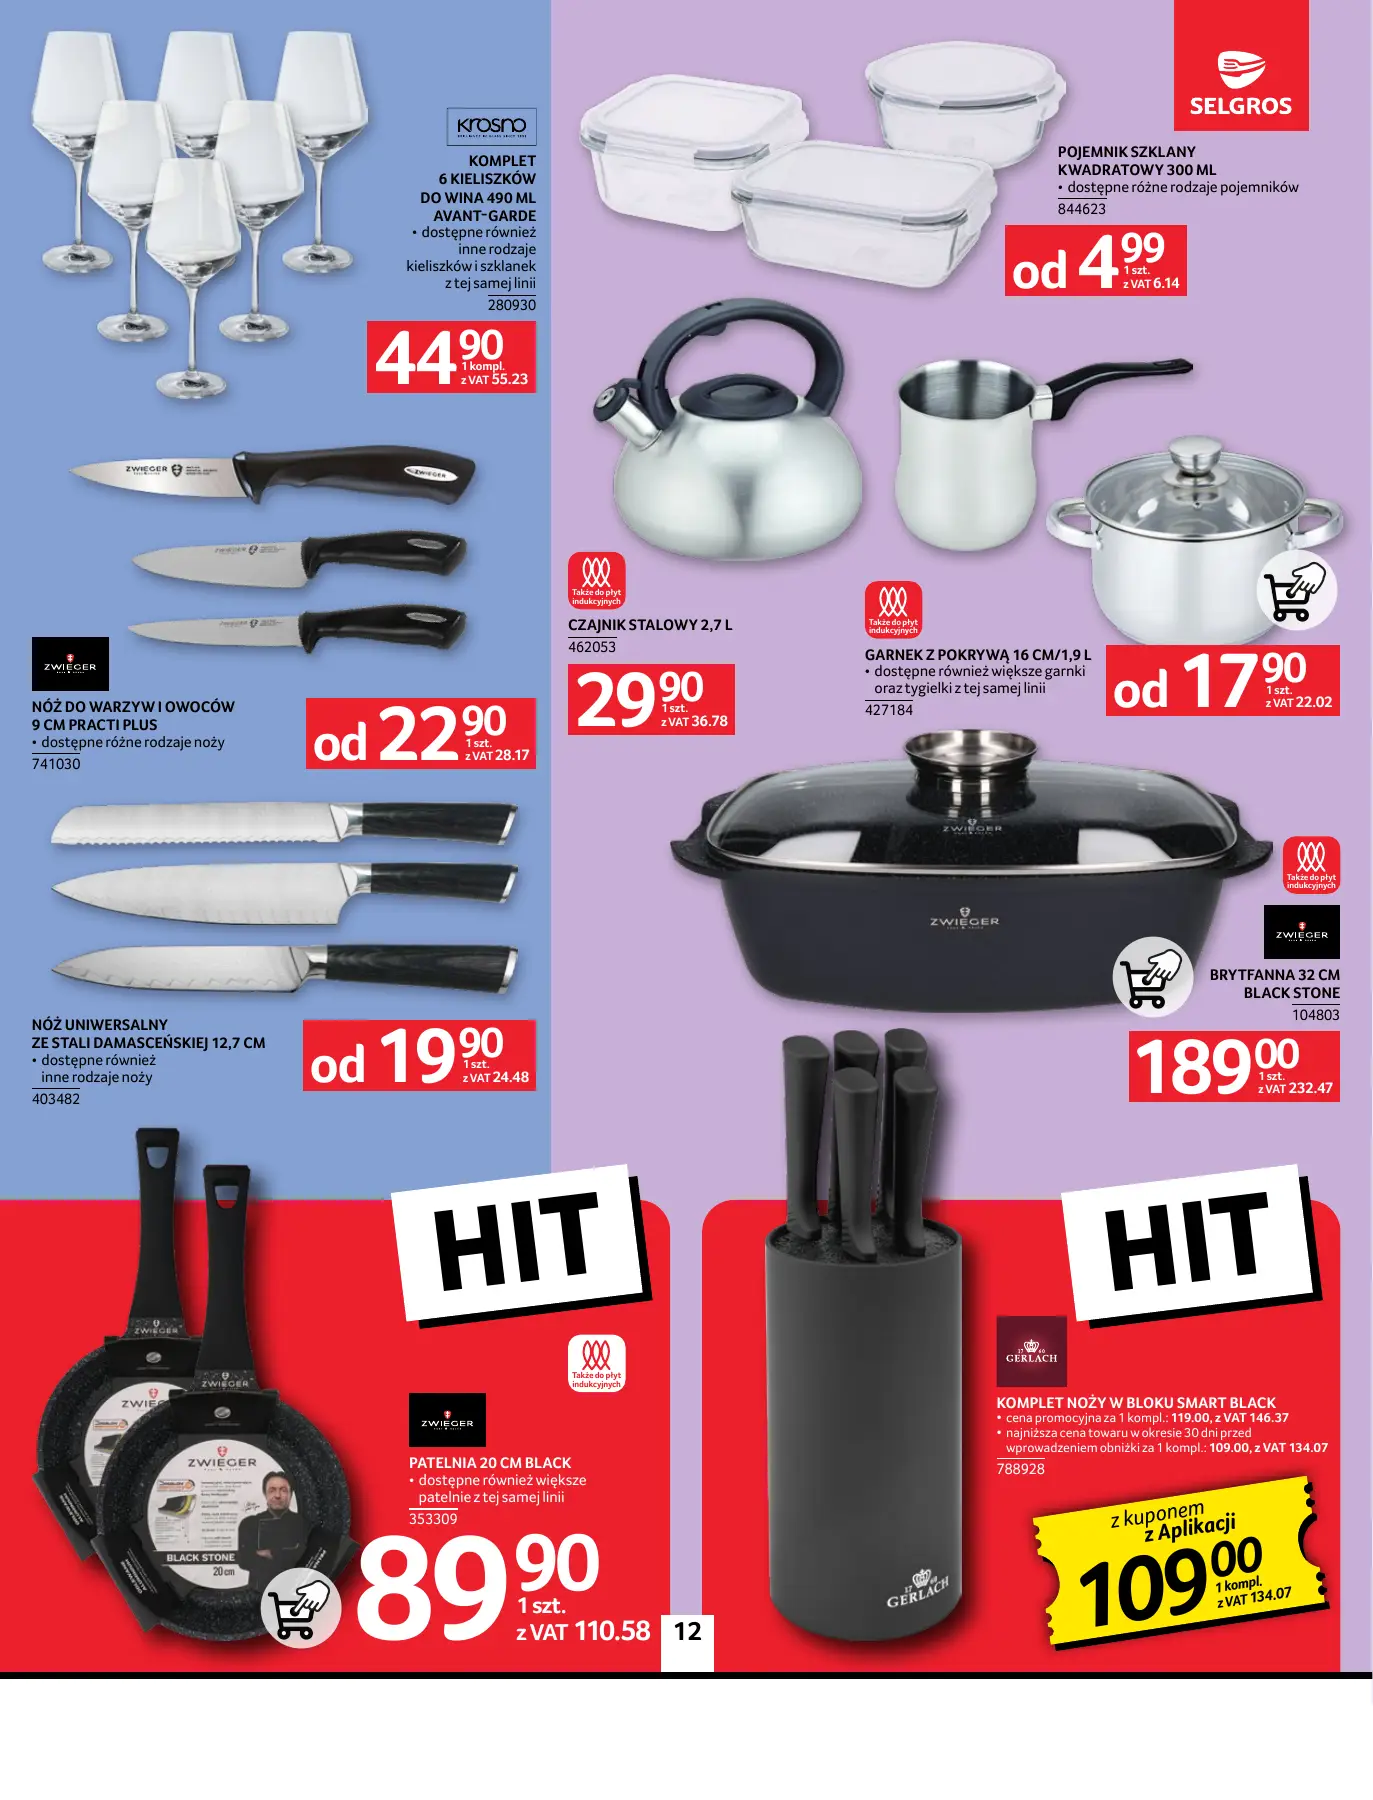 SELGROS
KROSNO
KOMPLET
6 KIELISZKÓW
DO WINA 490 ML
AVANT-GARDE
• dostępne również
inne rodzaje
kieliszków i szklanek
z tej samej linii
280930
44 90
1 kompl.
z VAT 55.23
POJEMNIK SZKLANY
KWADRATOWY 300 ML
• dostępne różne rodzaje pojemników
844623
od 4 99
1 szt.
z VAT 6.14
ZWIEGER
ZWIEGER
ZWIEGER
ZWIEGER
ZWIEGER
NÓŻ DO WARZYW I OWOCÓW
9 CM PRACTI PLUS
• dostępne różne rodzaje noży
741030
od 22 90
1 szt.
z VAT 28.17
Także do płyt
indukcyjnych
CZAJNIK STALOWY 2,7 L
462053
29 90
1 szt.
z VAT 36.78
Także do płyt
indukcyjnych
GARNEK Z POKRYWĄ 16 CM/1,9 L
• dostępne również większe garnki
oraz tygielki z tej samej linii
427184
od 17 90
1 szt.
z VAT 22.02
NÓŻ UNIWERSALNY
ZE STALI DAMASCEŃSKIEJ 12,7 CM
• dostępne również
inne rodzaje noży
403482
od 19 90
1 szt.
z VAT 24.48
ZWIEGER
ZWIEGER
Także do płyt
indukcyjnych
ZWIEGER
BRYTFANNA 32 CM
BLACK STONE
104803
189 00
1 szt.
z VAT 232.47
HIT
ZWIEGER
ZWIEGER
BLACK STONE
20 cm
Także do płyt
indukcyjnych
ZWIEGER
PATELNIA 20 CM BLACK
• dostępne również większe
patelnie z tej samej linii
353309
89 90
1 szt.
z VAT 110.58
HIT
17 60
GERLACH
17 60
GERLACH
KOMPLET NOŻY W BLOKU SMART BLACK
• cena promocyjna za 1 kompl.: 119.00, z VAT 146.37
• najniższa cena towaru w okresie 30 dni przed
wprowadzeniem obniżki za 1 kompl.: 109.00, z VAT 134.07
788928
z kuponem
z Aplikacji
109 00
1 kompl.
z VAT 134.07
12